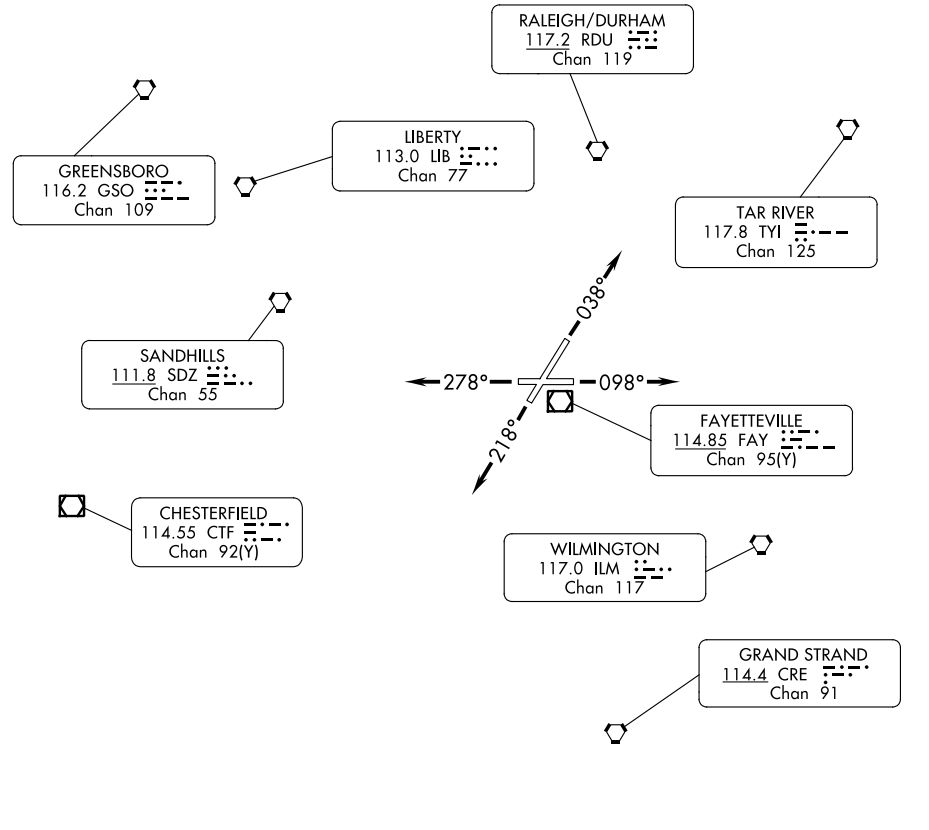 RALEIGH/DURHAM
117.2 RDU
Chan 119
LIBERTY
113.0 LIB
Chan 77
GREENSBORO
116.2 GSO
Chan 109
TAR RIVER
117.8 TYI
Chan 125
038°
SANDHILLS
111.8 SDZ
Chan 55
278°
098°
218°
FAYETTEVILLE
114.85 FAY
Chan 95(Y)
CHESTERFIELD
114.55 CTF
Chan 92(Y)
WILMINGTON
117.0 ILM
Chan 117
GRAND STRAND
114.4 CRE
Chan 91